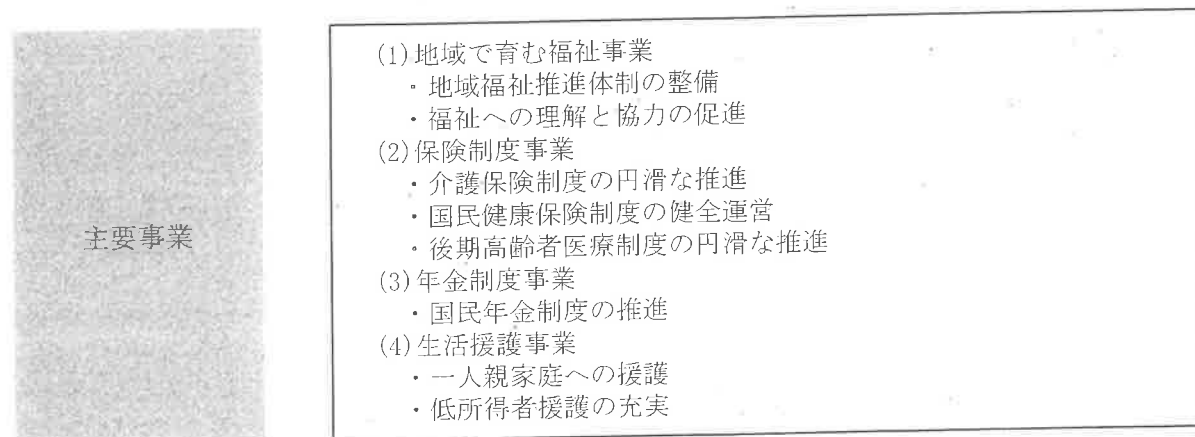 主要事業
(1)地域で育む福祉事業
・地域福祉推進体制の整備
・福祉への理解と協力の促進
(2)保険制度事業
・介護保険制度の円滑な推進
・国民健康保険制度の健全運営
・後期高齢者医療制度の円滑な推進
(3)年金制度事業
・国民年金制度の推進
(4)生活援護事業
・一人親家庭への援護
・低所得者援護の充実